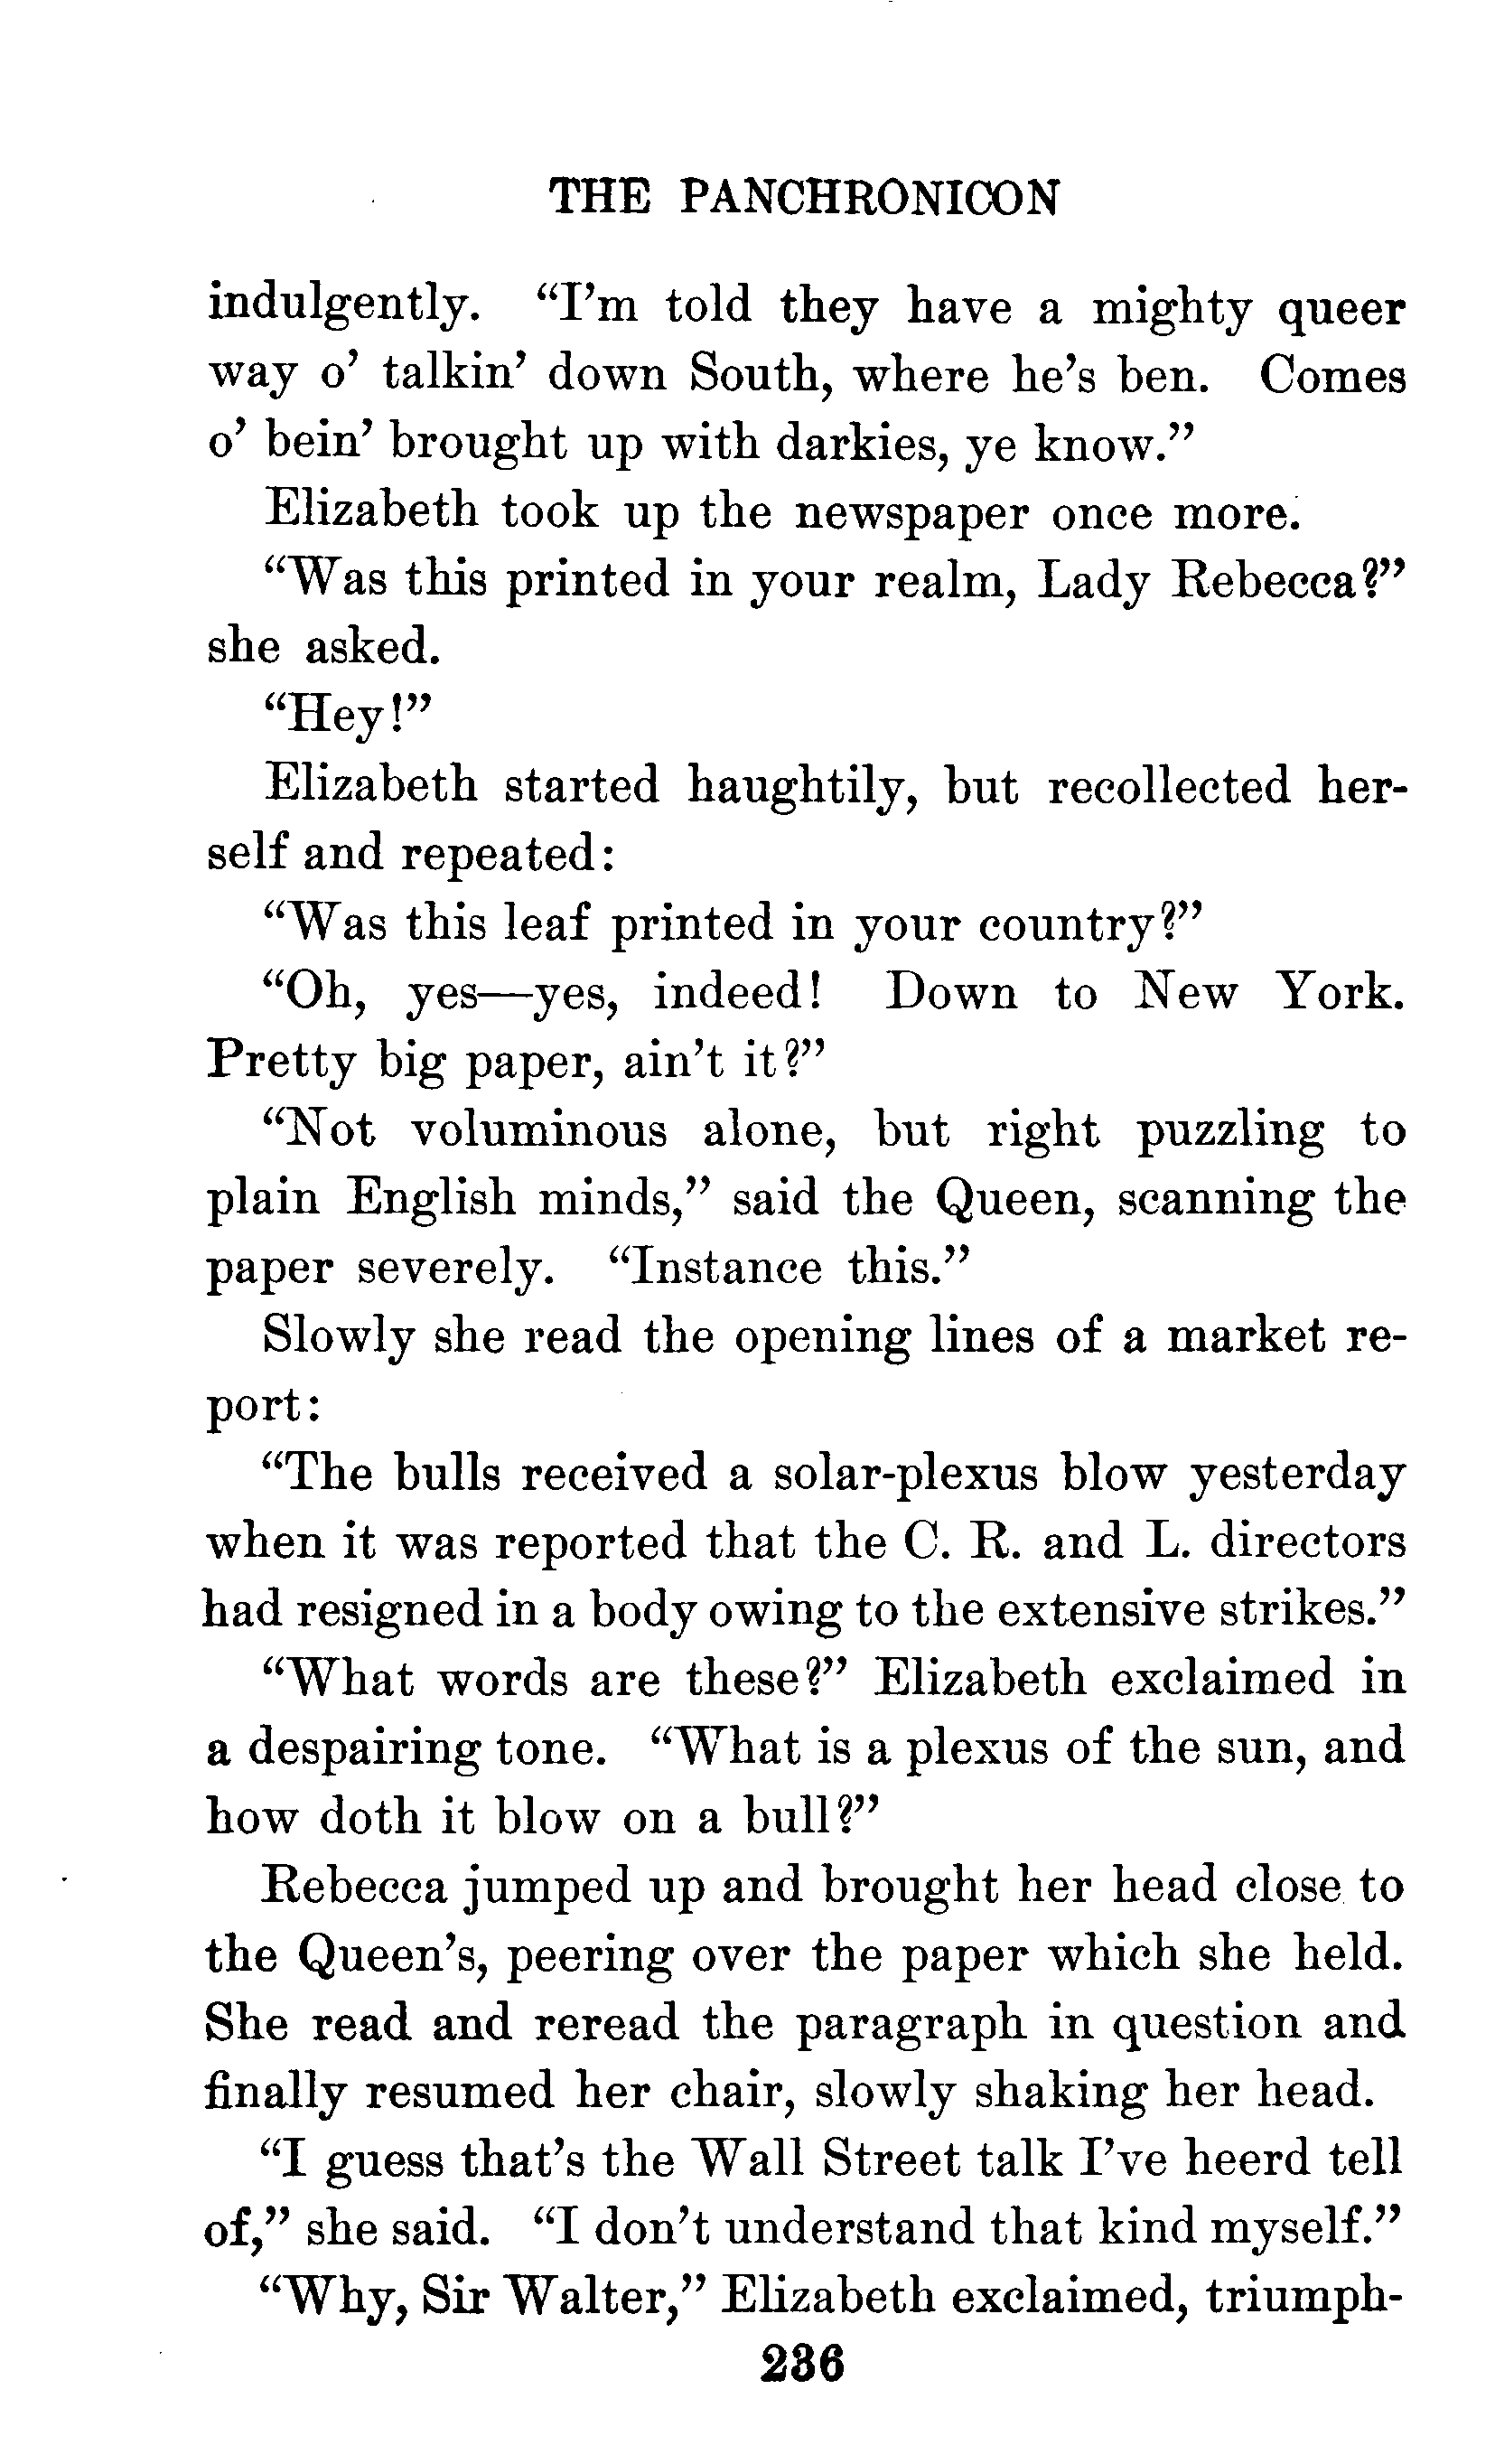 THE PANCHRONICON
indulgently. “I’m told they have a mighty queer
way o’ talkin’ down South, where he’s ben. Comes
o’ bein’ brought up with darkies, ye know.”
Elizabeth took up the newspaper once more.
“Was this printed in your realm, Lady Rebecca?”
she asked.
“Hey!”
Elizabeth started haughtily, but recollected her-
self and repeated:
“Was this leaf printed in your country?”
“Oh, yes—yes, indeed! Down to New York.
Pretty big paper, ain’t it?”
“Not voluminous alone, but right puzzling to
plain English minds,” said the Queen, scanning the
paper severely. “Instance this.”
Slowly she read the opening lines of a market re-
port:
“The bulls received a solar-plexus blow yesterday
when it was reported that the C. R. and L. directors
had resigned in a body owing to the extensive strikes.”
“What words are these?” Elizabeth exclaimed in
a despairing tone. “What is a plexus of the sun, and
how doth it blow on a bull?”
Rebecca jumped up and brought her head close to
the Queen’s, peering over the paper which she held.
She read and reread the paragraph in question and
finally resumed her chair, slowly shaking her head.
“I guess that’s the Wall Street talk I’ve heerd tell
of,” she said. “I don’t understand that kind myself.”
“Why, Sir Walter,” Elizabeth exclaimed, triumph-
236